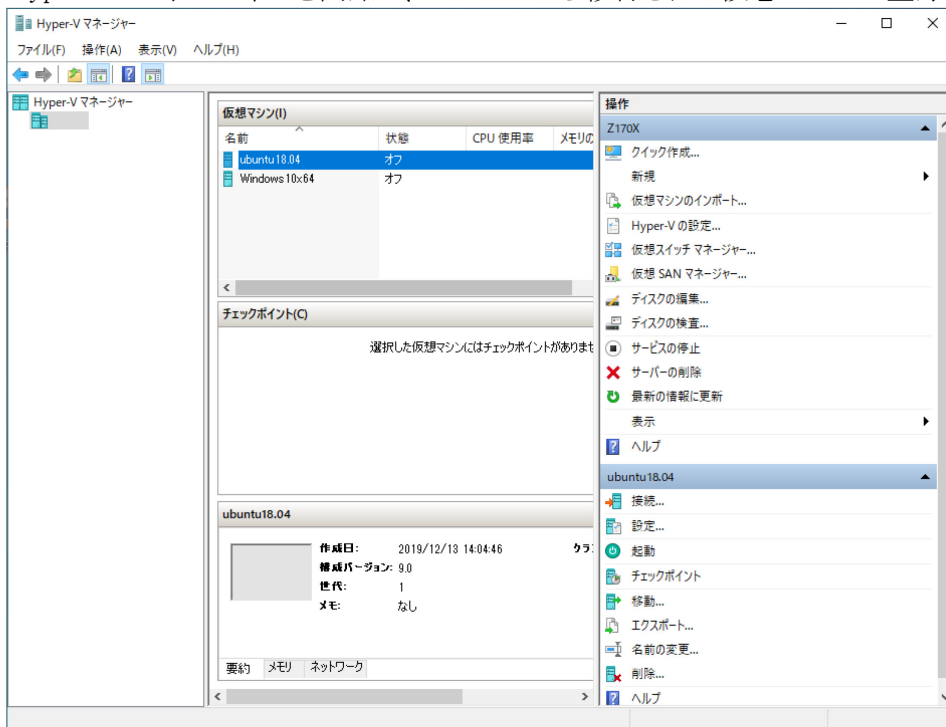 Hyper-V マネージャー
ファイル(F) 操作(A) 表示(V) ヘルプ(H)
Hyper-V マネージャー
仮想マシン(I)
名前 状態 CPU 使用率 メモリの
ubuntu18.04 オフ
Windows10x64 オフ
チェックポイント(C)
選択した仮想マシンにはチェックポイントがありませ
ubuntu18.04
作成日: 2019/12/13 14:04:46 クラ
構成バージョン: 9.0
世代: 1
メモ: なし
要約 メモリ ネットワーク
操作
Z170X
クイック作成...
新規
仮想マシンのインポート...
Hyper-V の設定...
仮想スイッチ マネージャー...
仮想 SAN マネージャー...
ディスクの編集...
ディスクの検査...
サービスの停止
サーバーの削除
最新の情報に更新
表示
ヘルプ
ubuntu18.04
接続...
設定...
起動
チェックポイント
移動...
エクスポート...
名前の変更...
削除...
ヘルプ